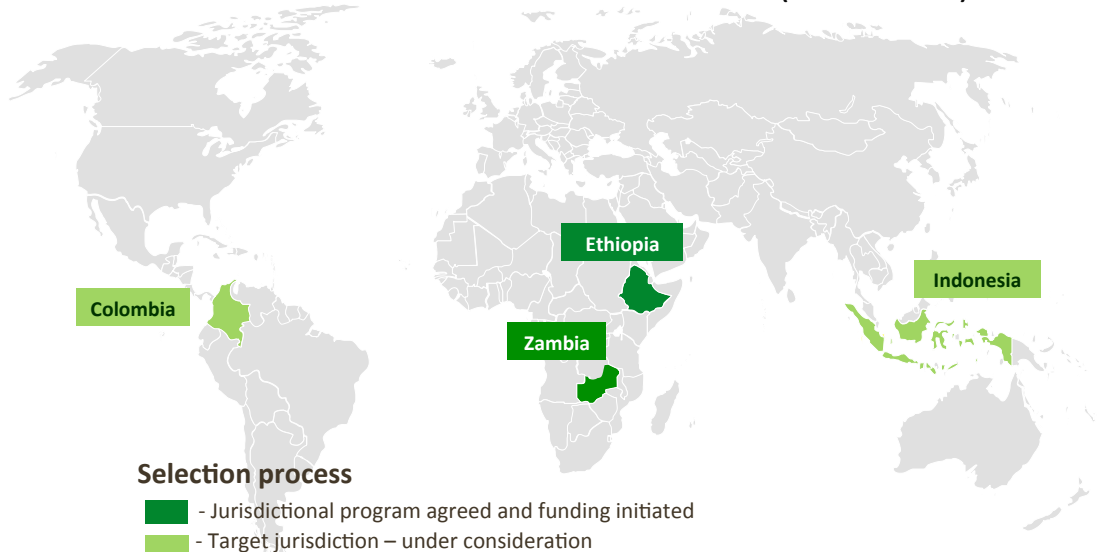 Ethiopia
Indonesia
Colombia
Zambia
Selection process
- Jurisdictional program agreed and funding initiated
- Target jurisdiction – under consideration